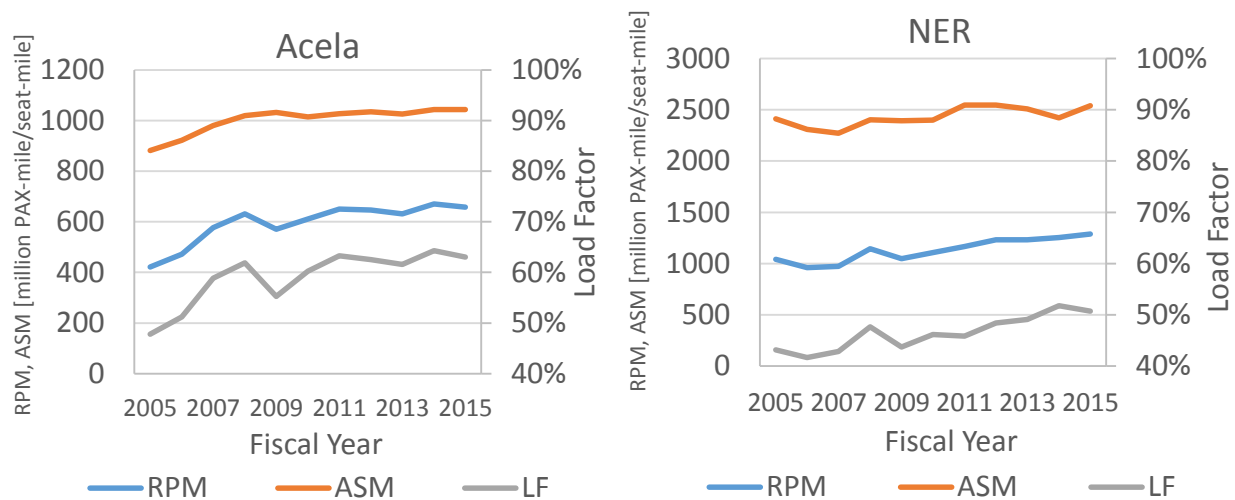 Acela
RPM, ASM [million PAX-mile/seat-mile]
1200
1000
800
600
400
200
0
100%
90%
80%
70%
60%
50%
40%
Load Factor
2005 2007 2009 2011 2013 2015
Fiscal Year
RPM ASM LF
NER
RPM, ASM [million PAX-mile/seat-mile]
3000
2500
2000
1500
1000
500
0
100%
90%
80%
70%
60%
50%
40%
Load Factor
2005 2007 2009 2011 2013 2015
Fiscal Year
RPM ASM LF